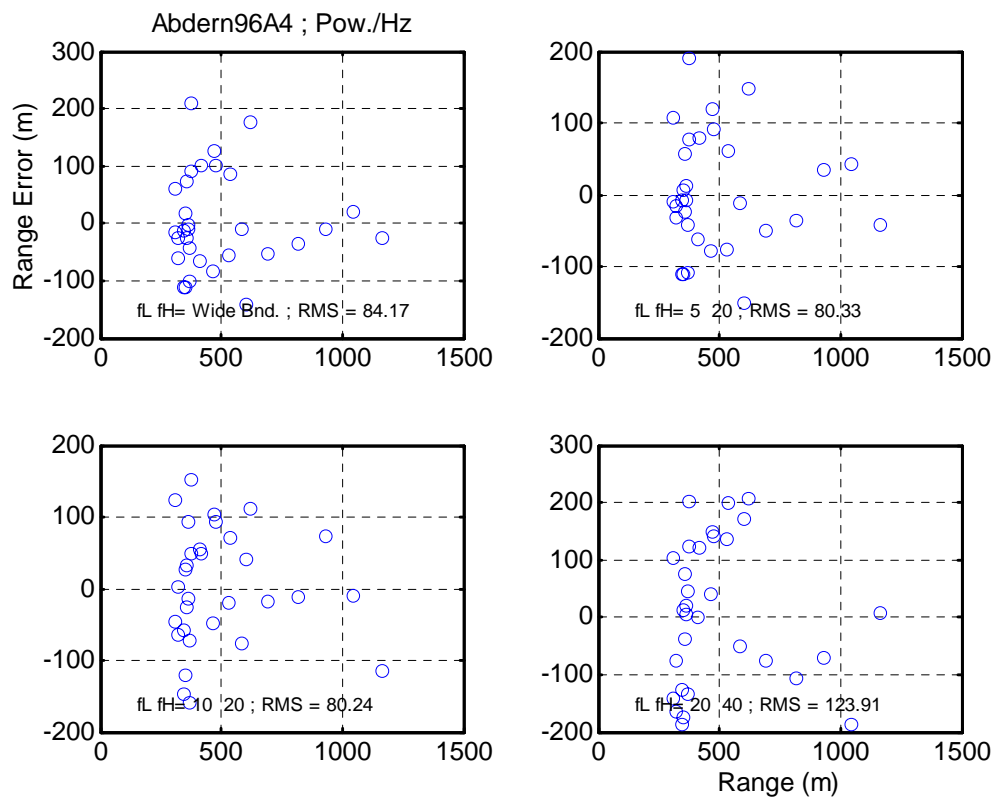 Abdern96A4 ; Pow./Hz
300
200
100
0
-100
-200
Range Error (m)
fL fH= Wide Bnd. ; RMS = 84.17
0 500 1000 1500
200
100
0
-100
-200
fL fH= 5 20 ; RMS = 80.33
0 500 1000 1500
200
100
0
-100
-200
fL fH= 10 20 ; RMS = 80.24
0 500 1000 1500
300
200
100
0
-100
-200
fL fH= 20 40 ; RMS = 123.91
0 500 1000 1500
Range (m)